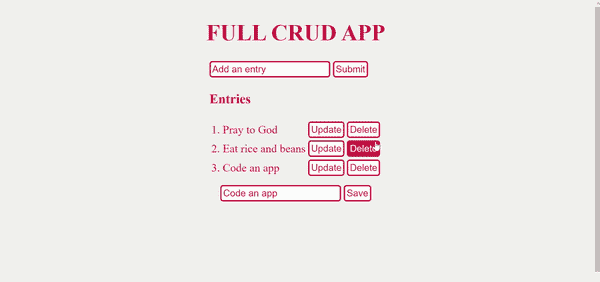 FULL CRUD APP
Add an entry Submit
Entries
1. Pray to God Update Delete
2. Eat rice and beans Update Delete
3. Code an app Update Delete
Code an app Save